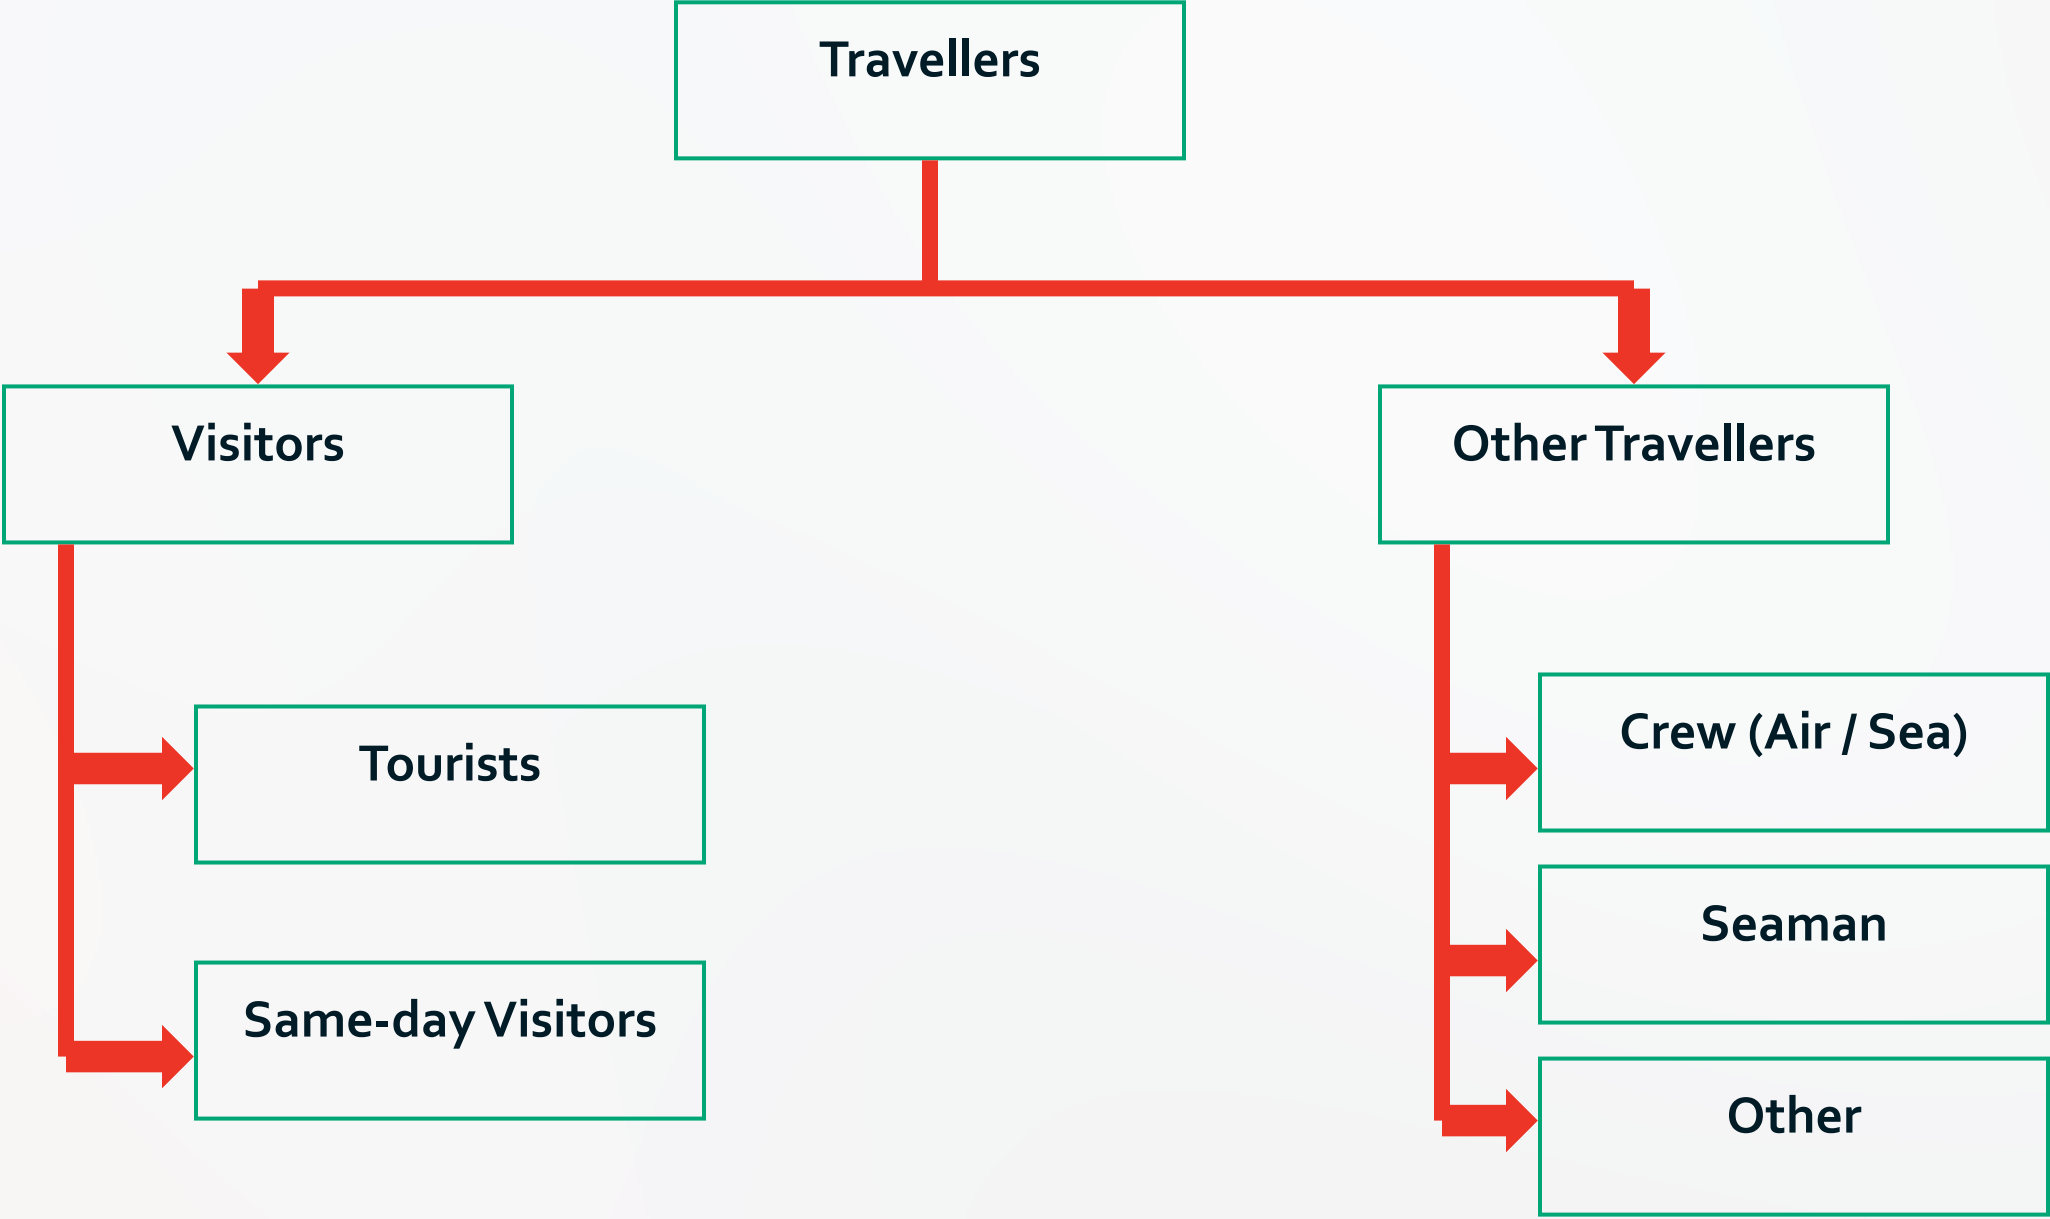 Travellers
Visitors
Other Travellers
Tourists
Same-day Visitors
Crew (Air / Sea)
Seaman
Other